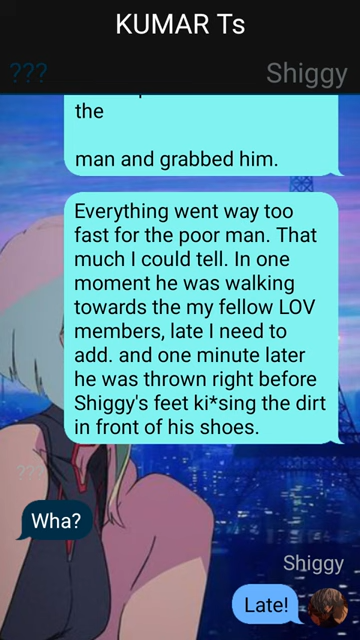 KUMAR Ts
???
Shiggy
the
man and grabbed him.
Everything went way too
fast for the poor man. That
much I could tell. In one
moment he was walking
towards the my fellow LOV
members, late I need to
add. and one minute later
he was thrown right before
Shiggy's feet ki*sing the dirt
in front of his shoes.
???
Wha?
Shiggy
Late!